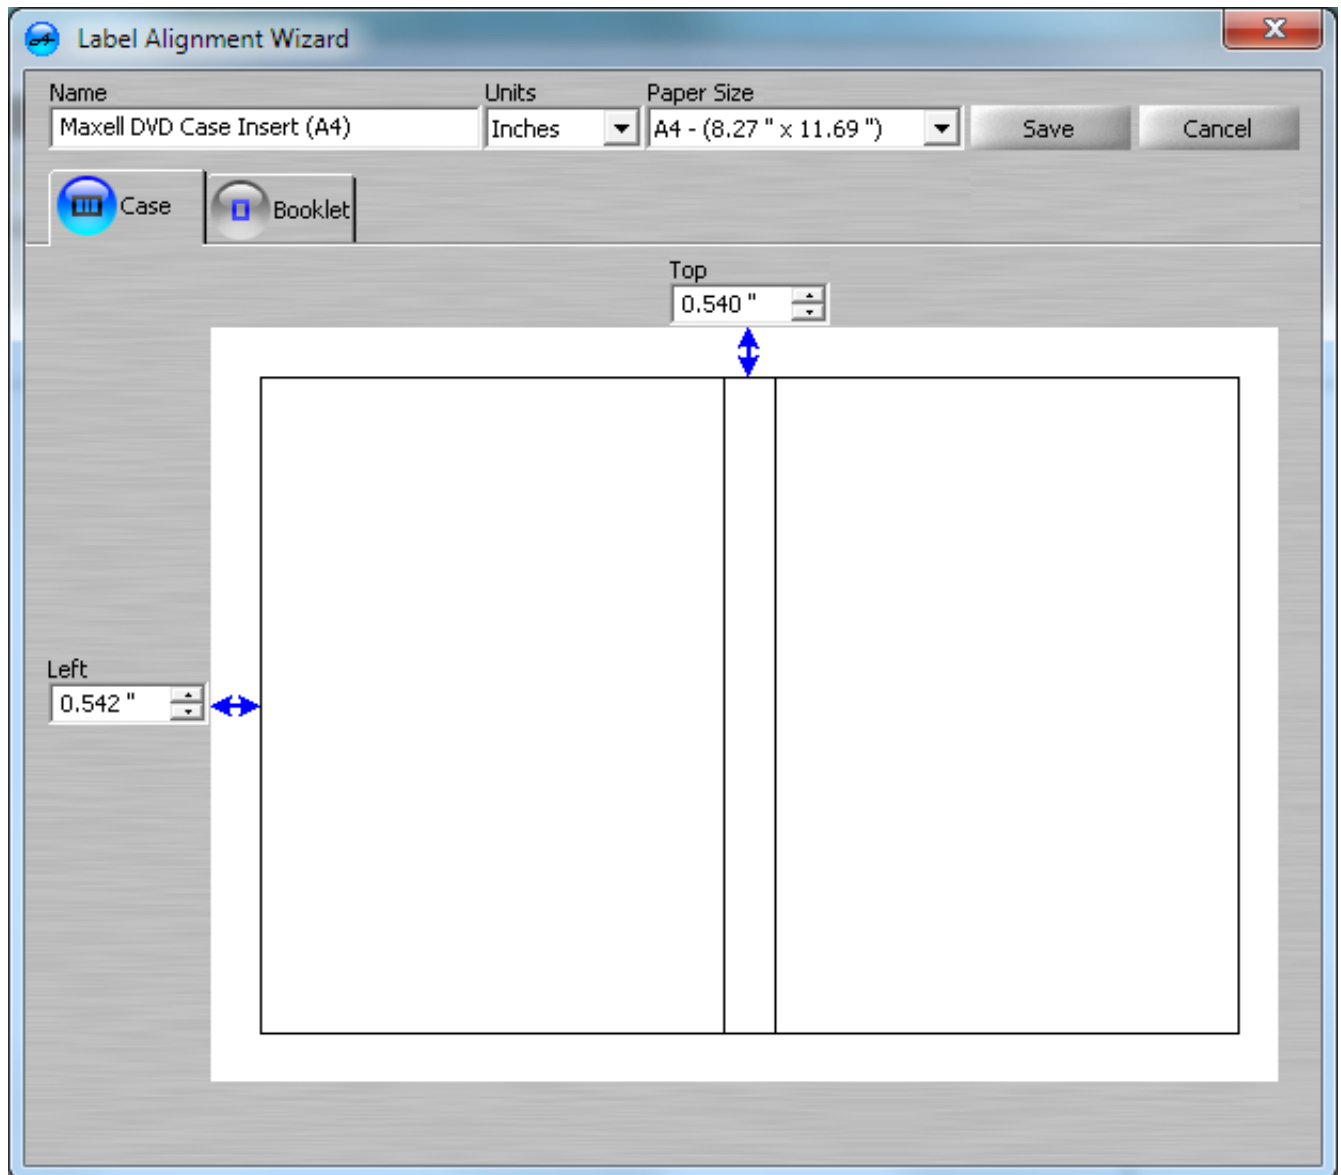 Label Alignment Wizard
Name Units Paper Size
Maxell DVD Case Insert (A4) Inches A4 - (8.27 " x 11.69 ") Save Cancel
Case Booklet
Top
0.540 "
Left
0.542 "